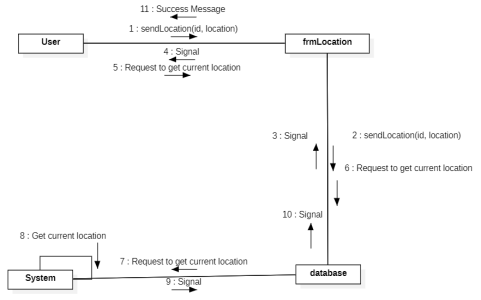 11 : Success Message
1 : sendLocation(id, location)
User
frmLocation
4 : Signal
5 : Request to get current location
3 : Signal
2 : sendLocation(id, location)
6 : Request to get current location
10 : Signal
8 : Get current location
7 : Request to get current location
System
database
9 : Signal